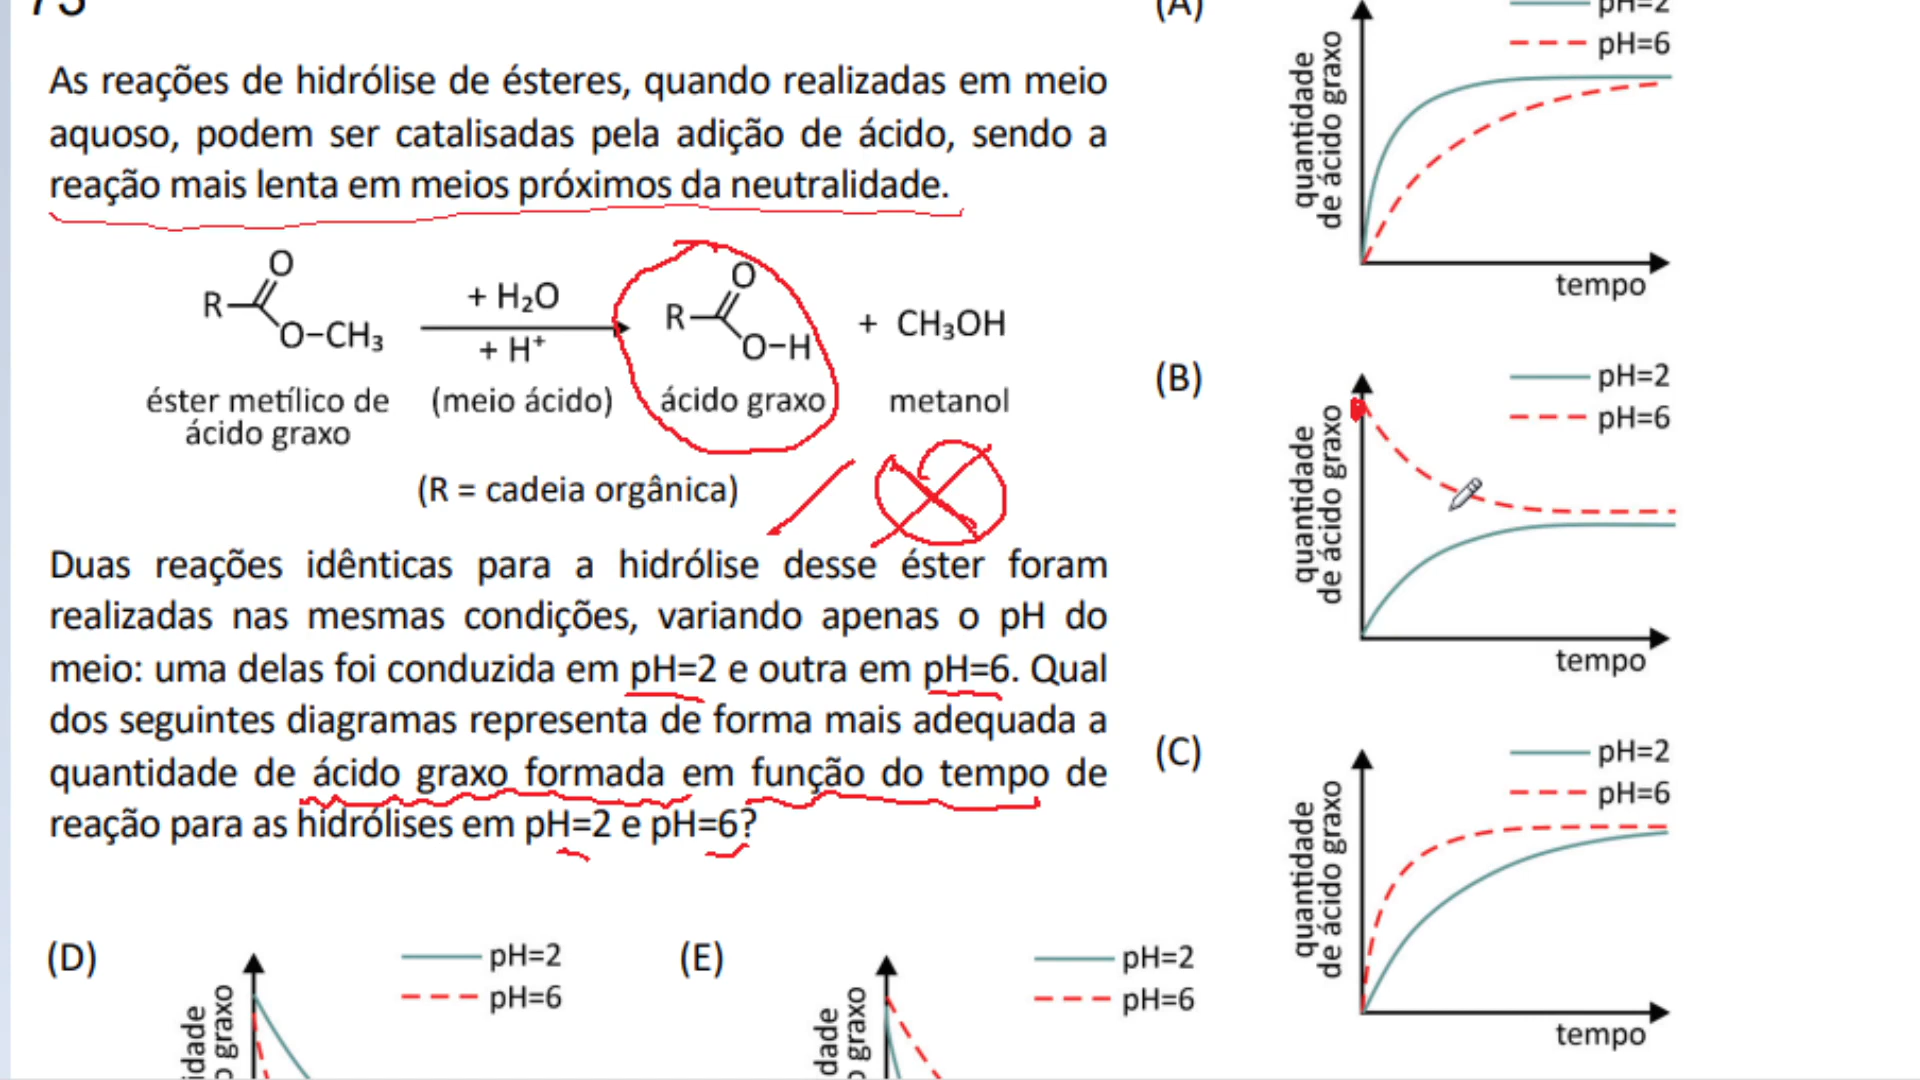 As reações de hidrólise de ésteres, quando realizadas em meio
aquoso, podem ser catalisadas pela adição de ácido, sendo a
reação mais lenta em meios próximos da neutralidade.
O
R
O–CH₃
+ H₂O
+ H⁺
O
R
O–H
+ CH₃OH
éster metílico de
ácido graxo
(meio ácido)
ácido graxo
metanol
(R = cadeia orgânica)
Duas reações idênticas para a hidrólise desse éster foram
realizadas nas mesmas condições, variando apenas o pH do
meio: uma delas foi conduzida em pH=2 e outra em pH=6. Qual
dos seguintes diagramas representa de forma mais adequada a
quantidade de ácido graxo formada em função do tempo de
reação para as hidrólises em pH=2 e pH=6?
(A)
pH=2
pH=6
quantidade
de ácido graxo
tempo
(B)
pH=2
pH=6
quantidade
de ácido graxo
tempo
(C)
pH=2
pH=6
quantidade
de ácido graxo
tempo
(D)
pH=2
pH=6
idade
graxo
(E)
pH=2
pH=6
dade
graxo